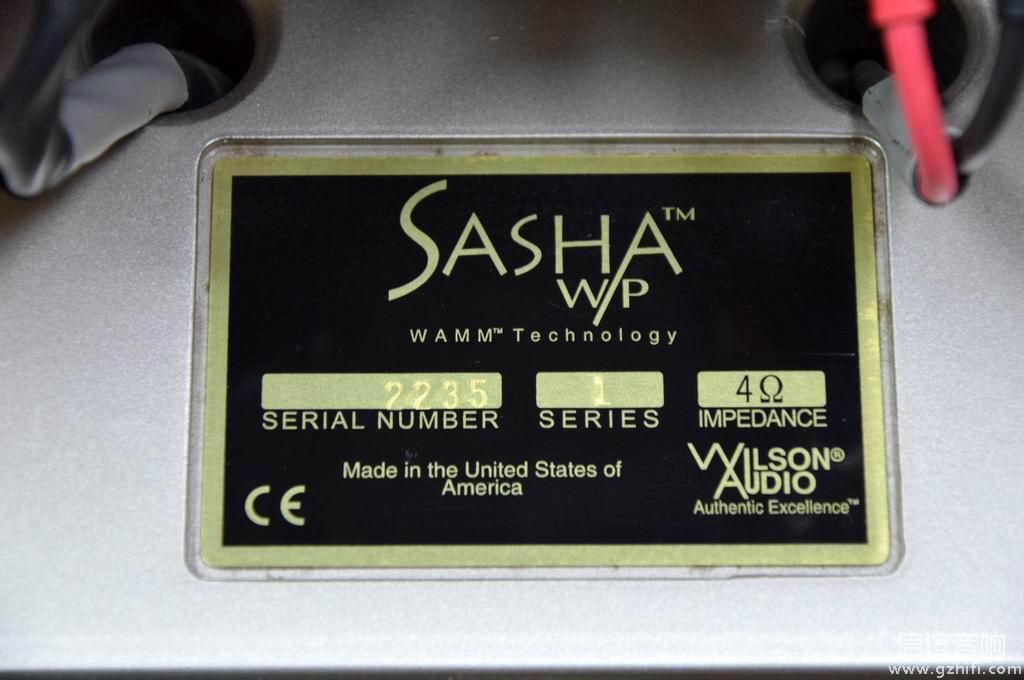 SASHA™
W/P
WAMM™ Technology
2235 1 4Ω
SERIAL NUMBER SERIES IMPEDANCE
Made in the United States of
America
CE
WILSON®
AUDIO
Authentic Excellence™
信谊音响
www.gzhifi.com